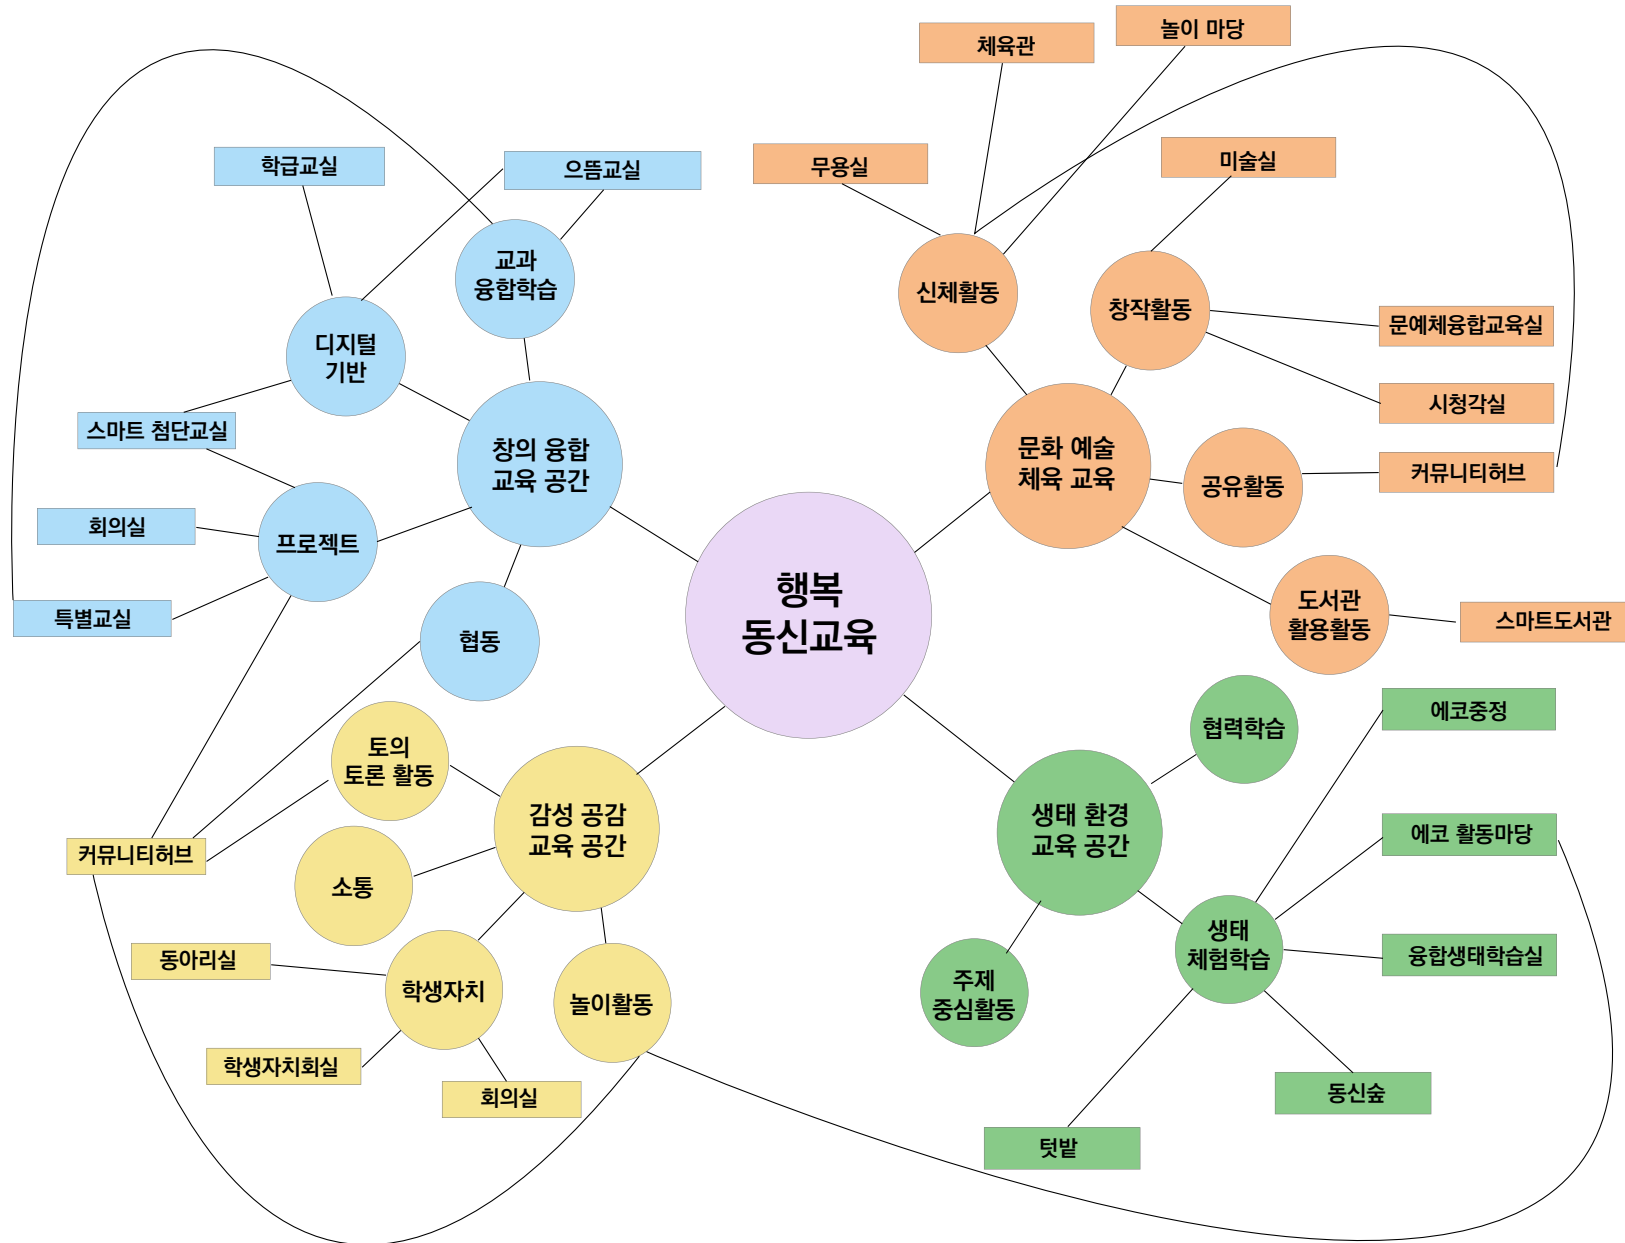 체육관
놀이 마당
무용실
미술실
학급교실
으뜸교실
교과
융합학습
신체활동
창작활동
문예체융합교육실
디지털
기반
시청각실
스마트 첨단교실
창의 융합
교육 공간
문화 예술
체육 교육
공유활동
커뮤니티허브
회의실
프로젝트
특별교실
협동
행복
동신교육
도서관
활용활동
스마트도서관
토의
토론 활동
협력학습
에코중정
감성 공감
교육 공간
생태 환경
교육 공간
에코 활동마당
커뮤니티허브
소통
생태
체험학습
융합생태학습실
동아리실
학생자치
놀이활동
주제
중심활동
학생자치회실
회의실
동신숲
텃밭